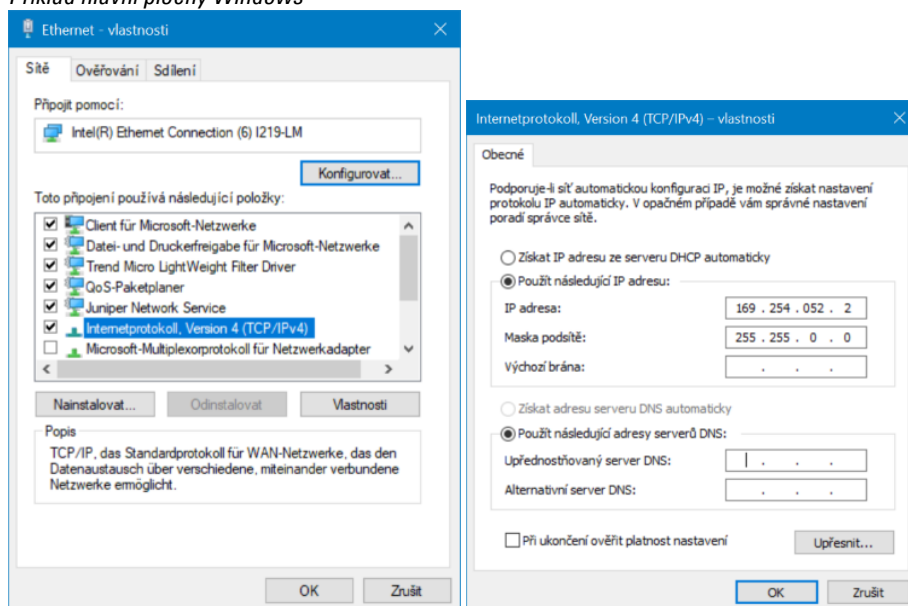 Příklad hlavní plochy Windows
Ethernet - vlastnosti
Sítě Ověřování Sdílení
Připojit pomocí:
Intel(R) Ethernet Connection (6) I219-LM
Konfigurovat...
Toto připojení používá následující položky:
Client für Microsoft-Netzwerke
Datei- und Druckerfreigabe für Microsoft-Netzwerke
Trend Micro LightWeight Filter Driver
QoS-Paketplaner
Juniper Network Service
Internetprotokoll, Version 4 (TCP/IPv4)
Microsoft-Multiplexorprotokoll für Netzwerkadapter
Nainstalovat... Odinstalovat Vlastnosti
Popis
TCP/IP, das Standardprotokoll für WAN-Netzwerke, das den
Datenaustausch über verschiedene, miteinander verbundene
Netzwerke ermöglicht.
OK Zrušit
Internetprotokoll, Version 4 (TCP/IPv4) – vlastnosti
Obecné
Podporuje-li síť automatickou konfiguraci IP, je možné získat nastavení
protokolu IP automaticky. V opačném případě vám správné nastavení
poradí správce sítě.
Získat IP adresu ze serveru DHCP automaticky
Použít následující IP adresu:
IP adresa: 169 . 254 . 052 . 2
Maska podsítě: 255 . 255 . 0 . 0
Výchozí brána: . . .
Získat adresu serveru DNS automaticky
Použít následující adresy serverů DNS:
Upřednostňovaný server DNS: . . .
Alternativní server DNS: . . .
Při ukončení ověřit platnost nastavení Upřesnit...
OK Zrušit